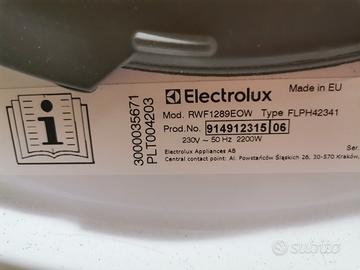 Electrolux
Made in EU
Model RWF1289EOW Type FLPH42341
Prod.No. 914912315 06
230V ~ 50 Hz 2200W
Electrolux Appliances AB
Ser.
Central contact point: Al. Powstańców Śląskich 26, 30-570 Kraków,
3000035671
PLT004203
i
subito